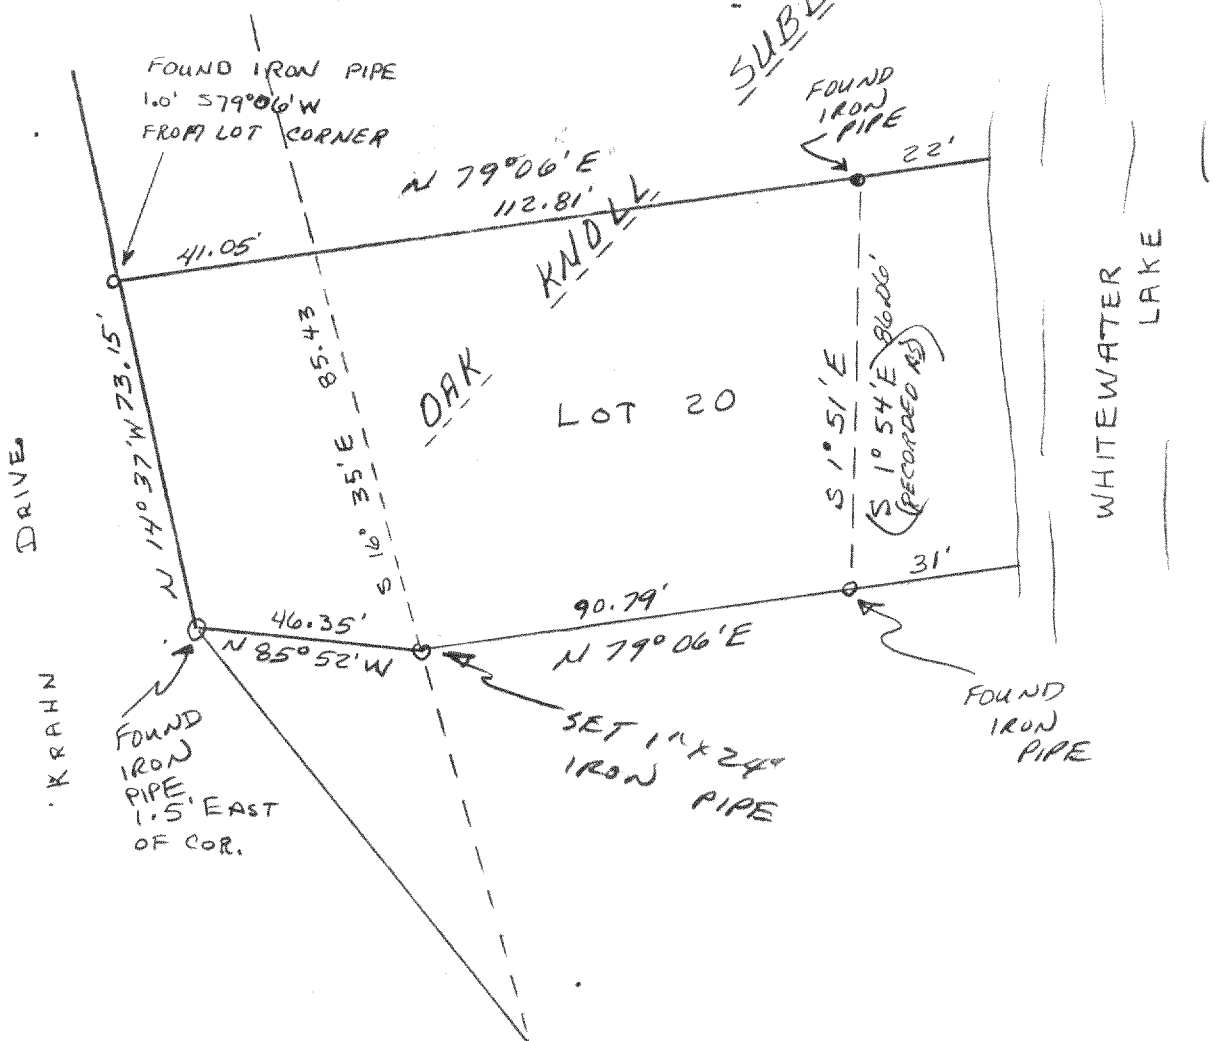 SUBD
FOUND IRON PIPE
1.0' S79°06'W
FROM LOT CORNER
FOUND
IRON
PIPE
22'
N 79°06' E
112.81'
41.05'
OAK KNOLL
85.43
S 16° 35' E
LOT 20
S 1° 51' E
S 1° 54' E 86.06'
(RECORDED AS)
WHITEWATER
LAKE
N 14°37'W 73.15'
KRAHN DRIVE
46.35'
N 85°52'W
90.79'
N 79°06'E
31'
FOUND
IRON
PIPE
1.5' EAST
OF COR.
SET 1" X 24"
IRON PIPE
FOUND
IRON
PIPE